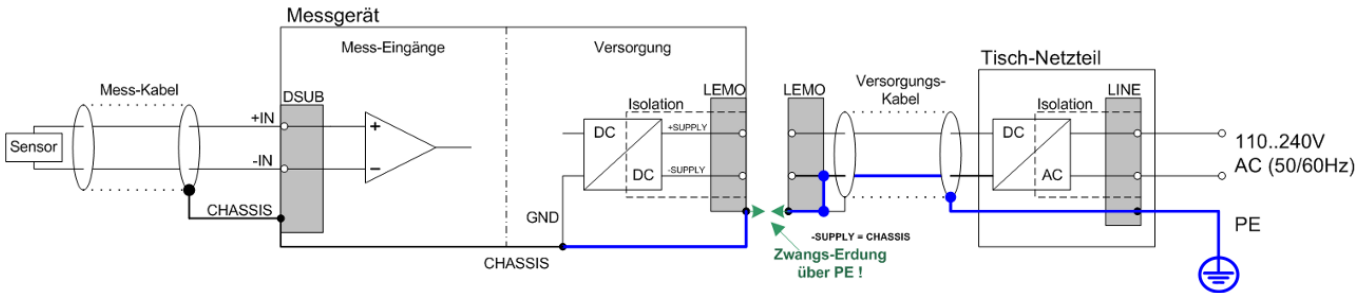 Messgerät
Mess-Eingänge
Versorgung
Tisch-Netzteil
Mess-Kabel
DSUB
LEMO
LEMO
Versorgungs-
Kabel
LINE
Isolation
Isolation
+IN
-IN
+
−
Sensor
DC
DC
+SUPPLY
-SUPPLY
DC
AC
110..240V
AC (50/60Hz)
CHASSIS
GND
PE
-SUPPLY = CHASSIS
Zwangs-Erdung
über PE !
CHASSIS